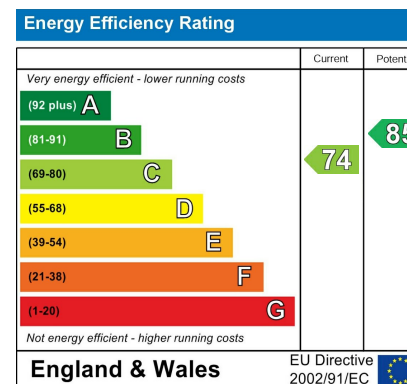 Energy Efficiency Rating
Current
Very energy efficient - lower running costs
(92 plus) A
(81-91) B
(69-80) C
(55-68) D
(39-54) E
(21-38) F
(1-20) G
74
85
Not energy efficient - higher running costs
England & Wales
EU Directive
2002/91/EC